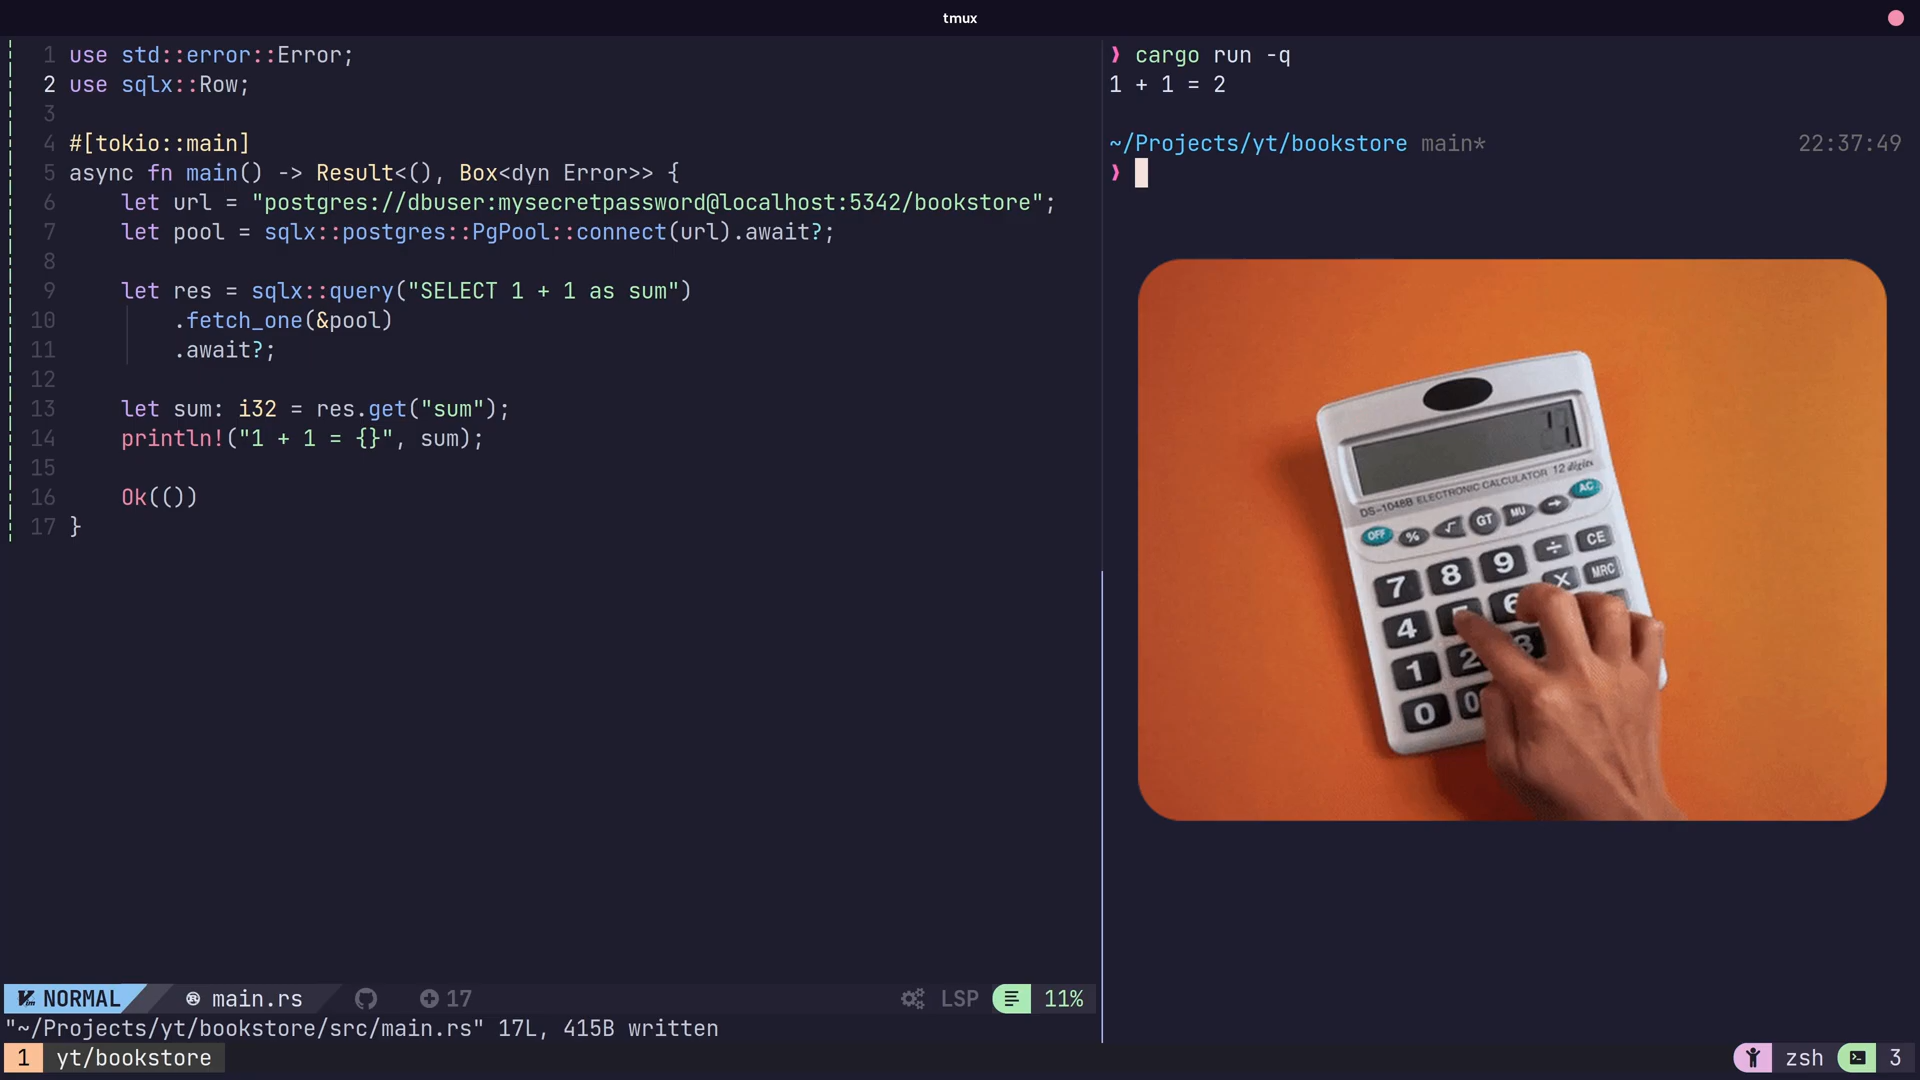 tmux
1 use std::error::Error;
2 use sqlx::Row;
3
4 #[tokio::main]
5 async fn main() -> Result<(), Box<dyn Error>> {
6 let url = "postgres://dbuser:mysecretpassword@localhost:5342/bookstore";
7 let pool = sqlx::postgres::PgPool::connect(url).await?;
8
9 let res = sqlx::query("SELECT 1 + 1 as sum")
10 .fetch_one(&pool)
11 .await?;
12
13 let sum: i32 = res.get("sum");
14 println!("1 + 1 = {}", sum);
15
16 Ok(())
17 }
❱ cargo run -q
1 + 1 = 2
~/Projects/yt/bookstore main* 22:37:49
❱
DS-1048B ELECTRONIC CALCULATOR 12 digits
OFF % √ GT MU → AC
7 8 9 ÷ CE
4 5 6 X MRC
1 2 3
0 0
NORMAL main.rs 17 LSP 11%
"~/Projects/yt/bookstore/src/main.rs" 17L, 415B written
1 yt/bookstore zsh 3